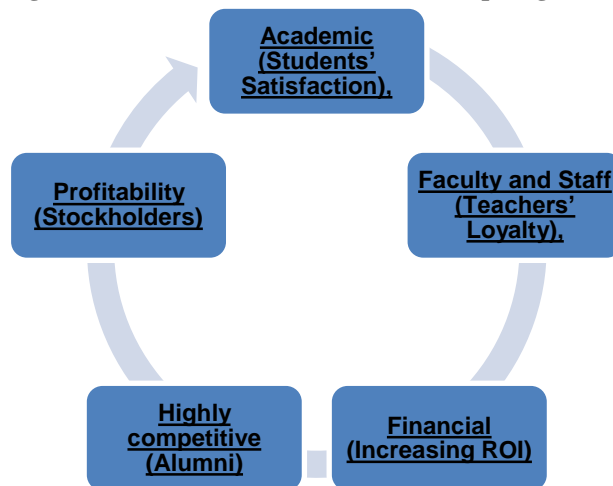 Academic
(Students’
Satisfaction),
Faculty and Staff
(Teachers’
Loyalty),
Financial
(Increasing ROI)
Highly
competitive
(Alumni)
Profitability
(Stockholders)